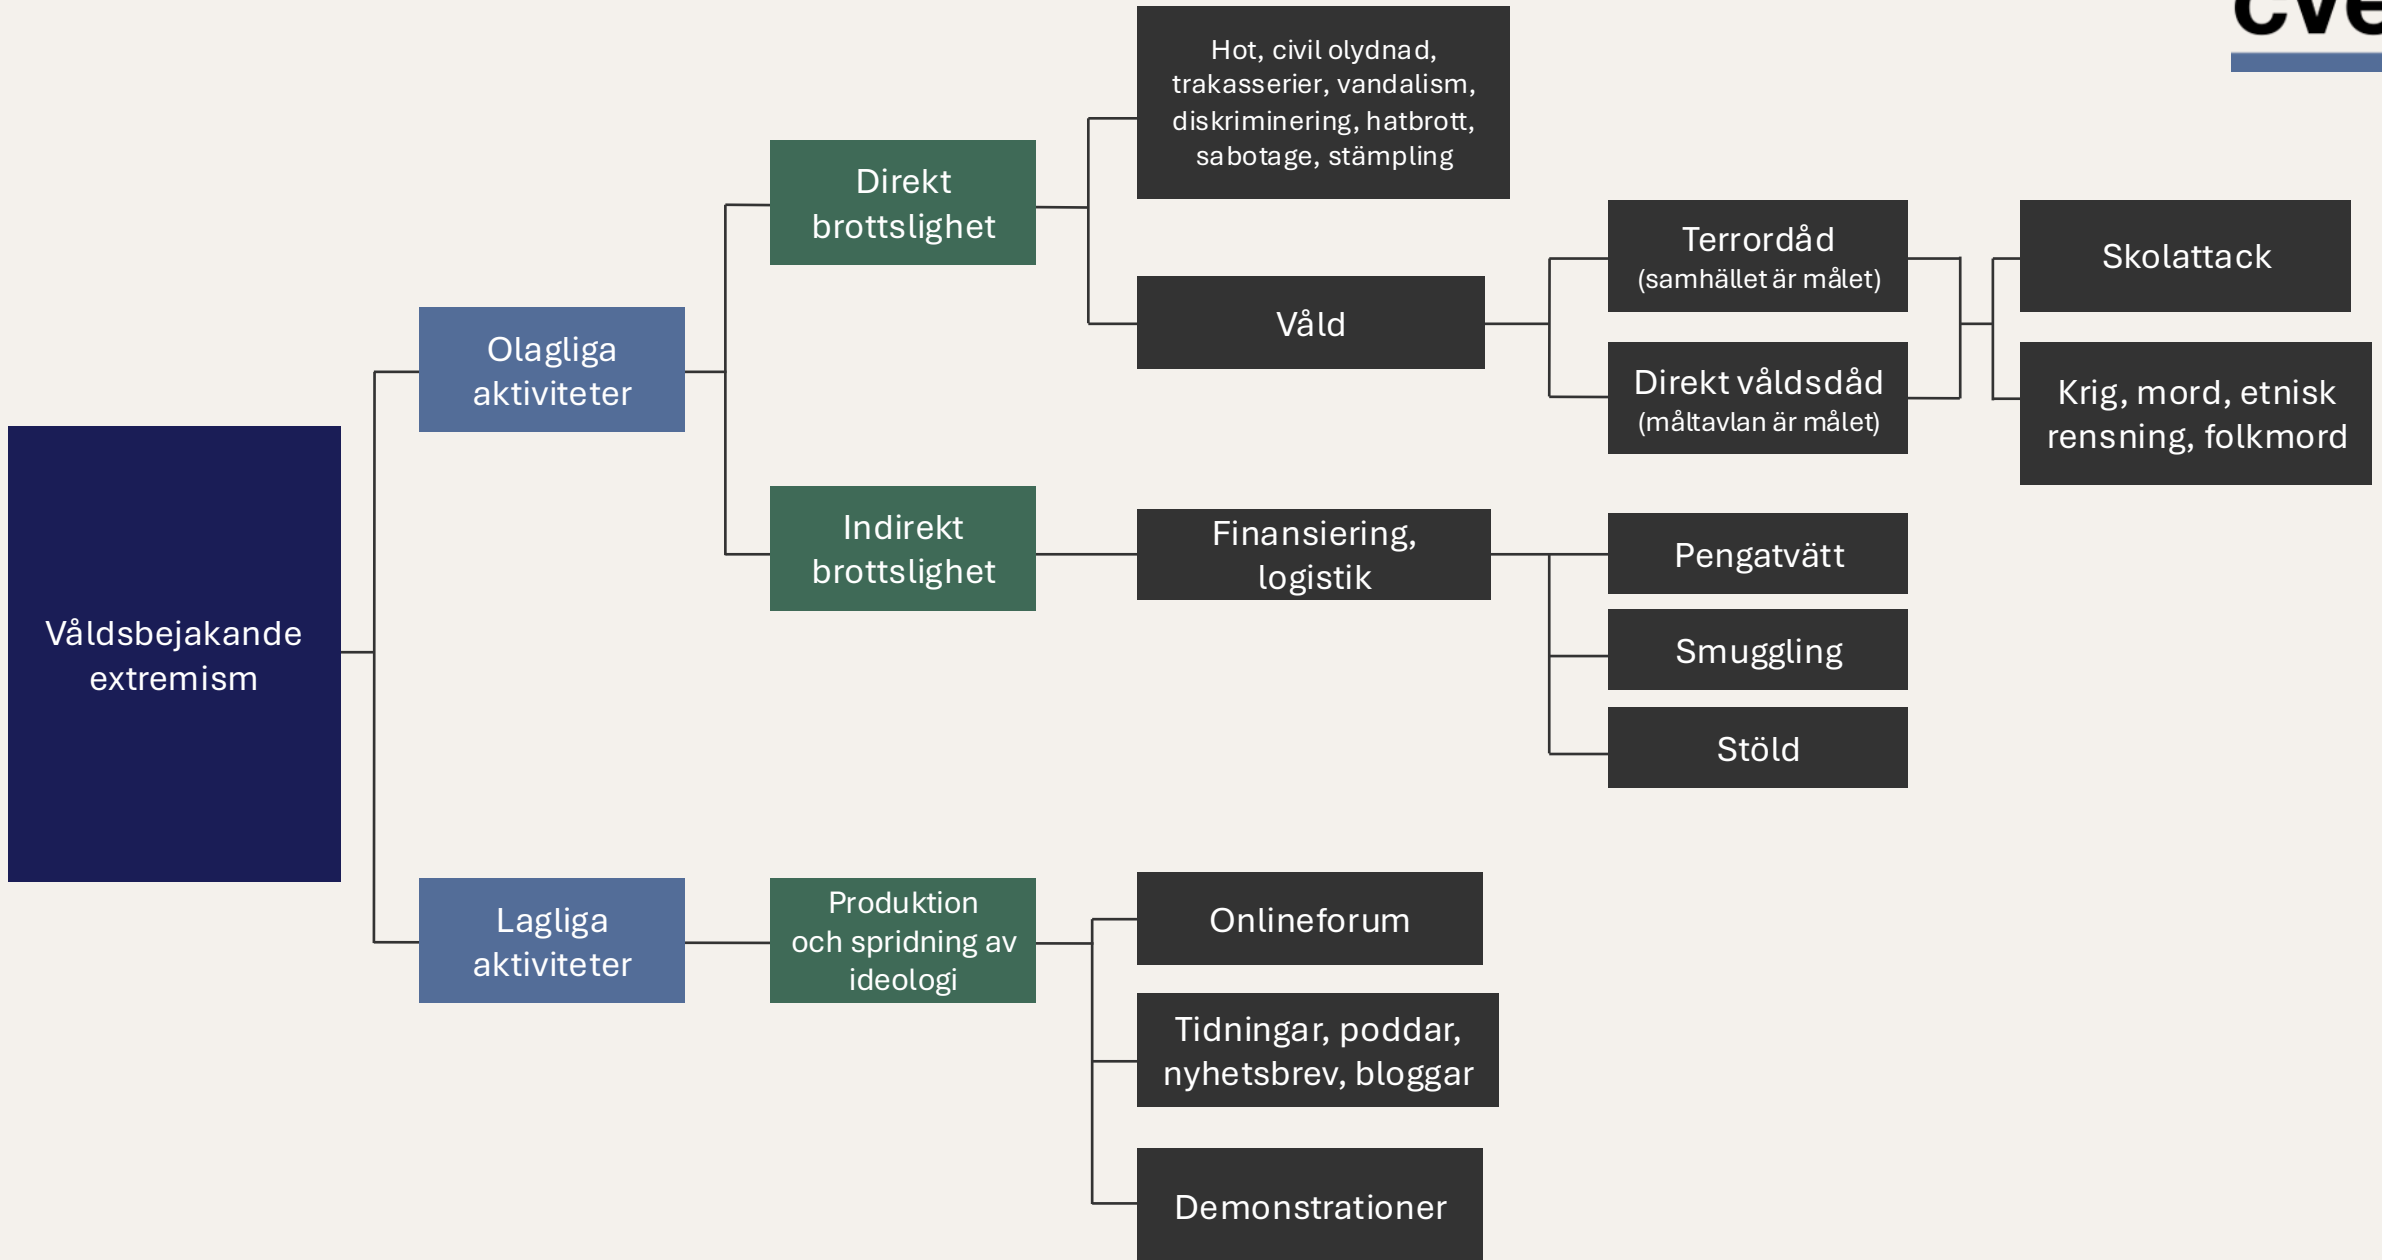 cve
Hot, civil olydnad,
trakasserier, vandalism,
diskriminering, hatbrott,
sabotage, stämpling
Direkt
brottslighet
Terrordåd
(samhället är målet)
Skolattack
Våld
Olagliga
aktiviteter
Direkt våldsdåd
(måltavlan är målet)
Krig, mord, etnisk
rensning, folkmord
Indirekt
brottslighet
Finansiering,
logistik
Pengatvätt
Smuggling
Stöld
Våldsbejakande
extremism
Lagliga
aktiviteter
Produktion
och spridning av
ideologi
Onlineforum
Tidningar, poddar,
nyhetsbrev, bloggar
Demonstrationer